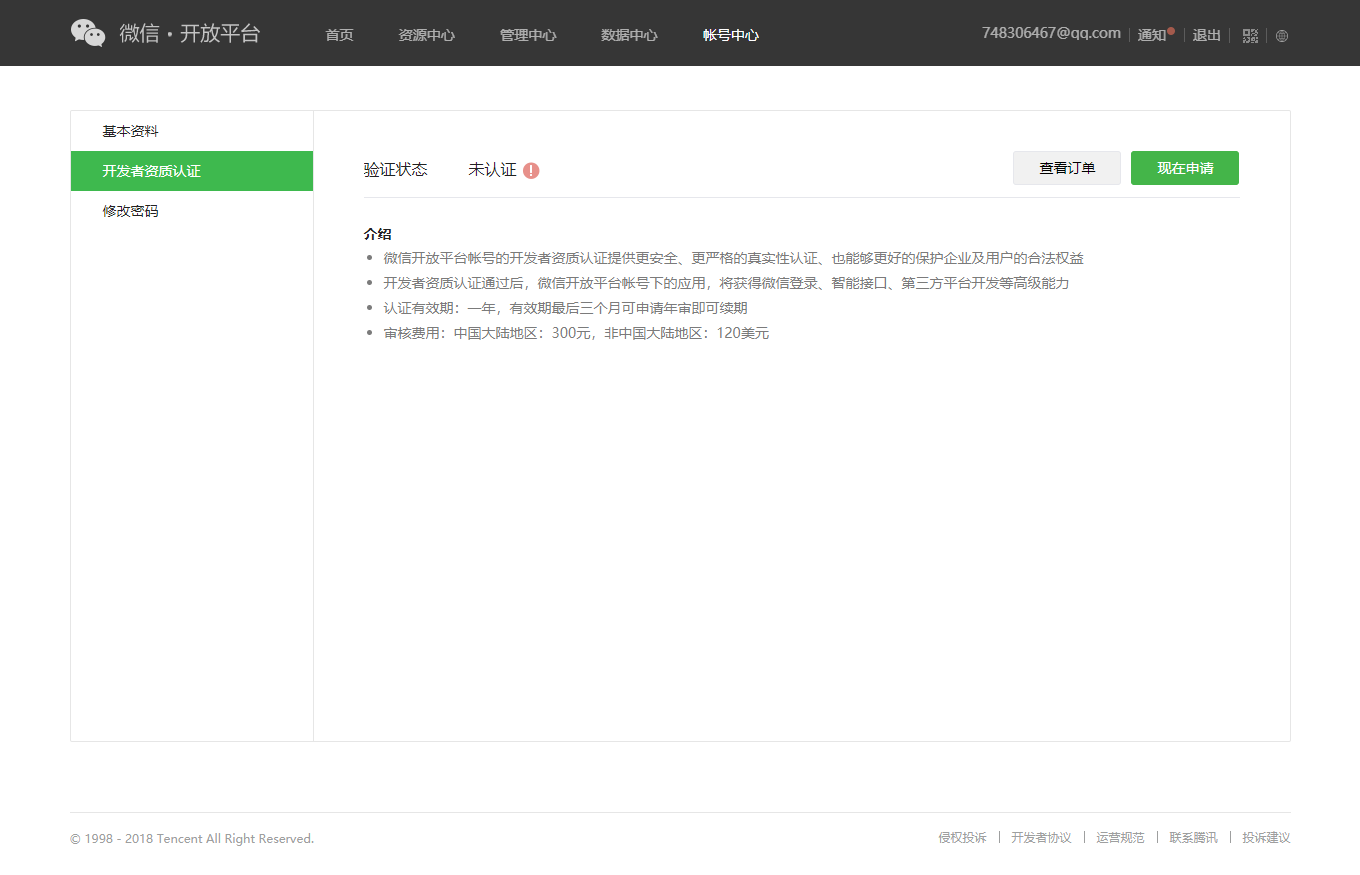 微信·开放平台 首页 资源中心 管理中心 数据中心 帐号中心 748306467@qq.com 通知 退出
基本资料
开发者资质认证
修改密码
验证状态 未认证 查看订单 现在申请
介绍
微信开放平台帐号的开发者资质认证提供更安全、更严格的真实性认证、也能够更好的保护企业及用户的合法权益
开发者资质认证通过后，微信开放平台帐号下的应用，将获得微信登录、智能接口、第三方平台开发等高级能力
认证有效期：一年，有效期最后三个月可申请年审即可续期
审核费用：中国大陆地区：300元，非中国大陆地区：120美元
© 1998 - 2018 Tencent All Right Reserved. 侵权投诉 开发者协议 运营规范 联系腾讯 投诉建议